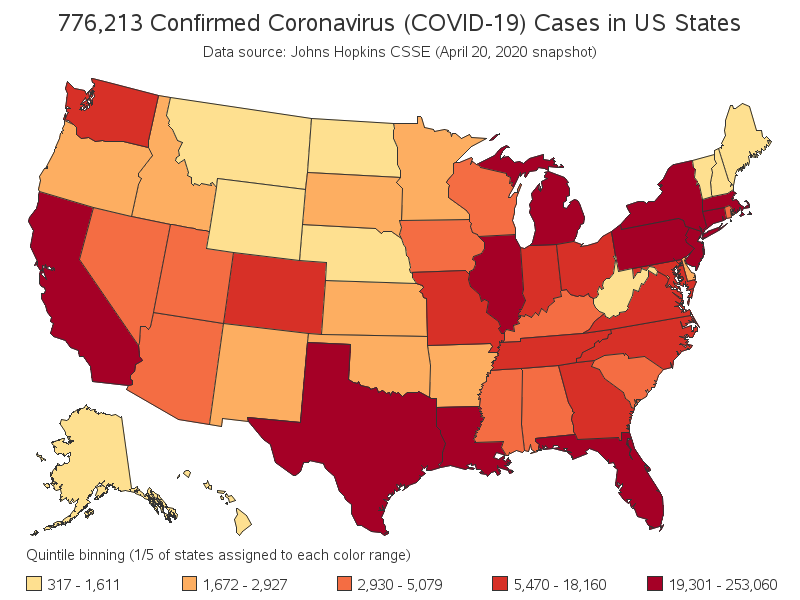 776,213 Confirmed Coronavirus (COVID-19) Cases in US States
Data source: Johns Hopkins CSSE (April 20, 2020 snapshot)
Quintile binning (1/5 of states assigned to each color range)
317 - 1,611 1,672 - 2,927 2,930 - 5,079 5,470 - 18,160 19,301 - 253,060